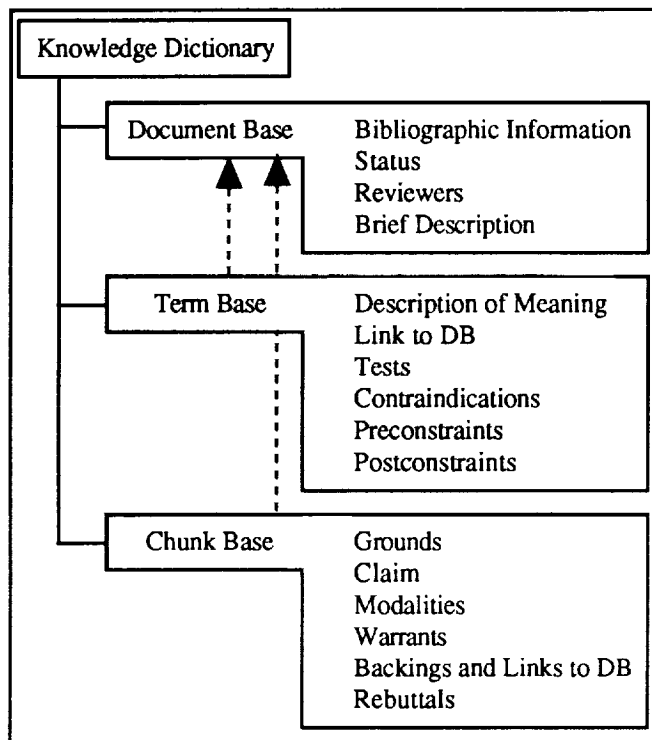 Knowledge Dictionary
Document Base
Bibliographic Information
Status
Reviewers
Brief Description
Term Base
Description of Meaning
Link to DB
Tests
Contraindications
Preconstraints
Postconstraints
Chunk Base
Grounds
Claim
Modalities
Warrants
Backings and Links to DB
Rebuttals